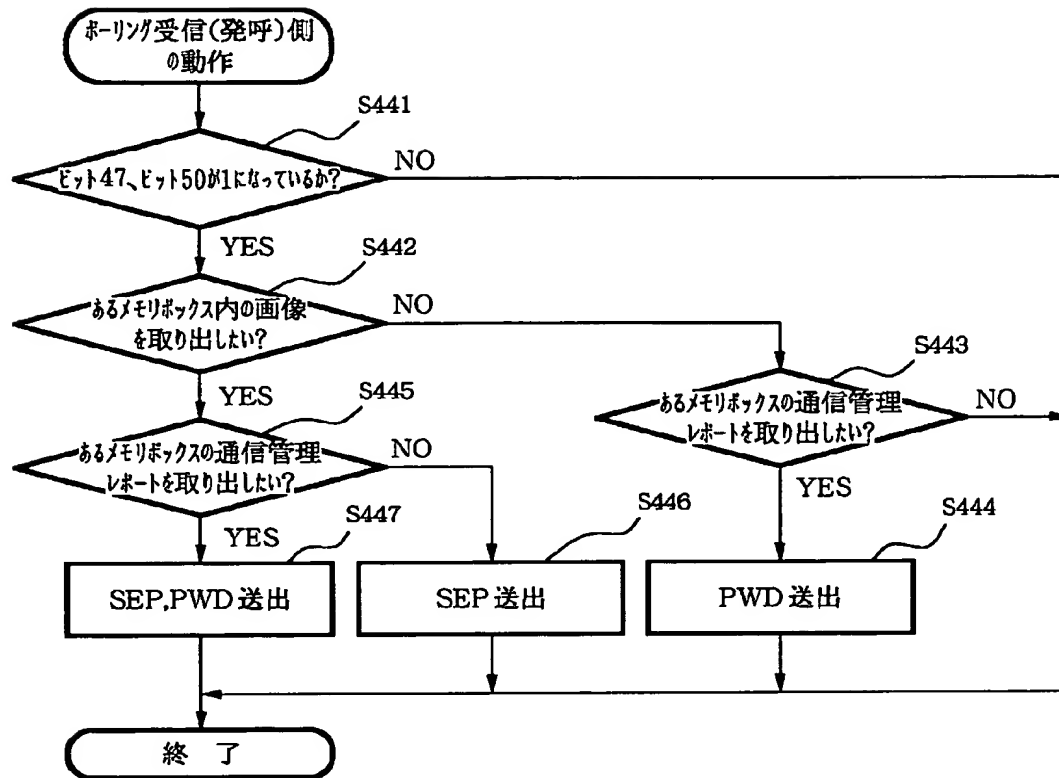 ポーリング受信(発呼)側
の動作
S441
ビット47、ビット50が1になっているか?
NO
YES
S442
あるメモリボックス内の画像
を取り出したい?
NO
YES
S443
あるメモリボックスの通信管理
レポートを取出したい?
NO
YES
S445
あるメモリボックスの通信管理
レポートを取出したい?
NO
YES
S447
SEP,PWD送出
S446
SEP送出
S444
PWD送出
終 了